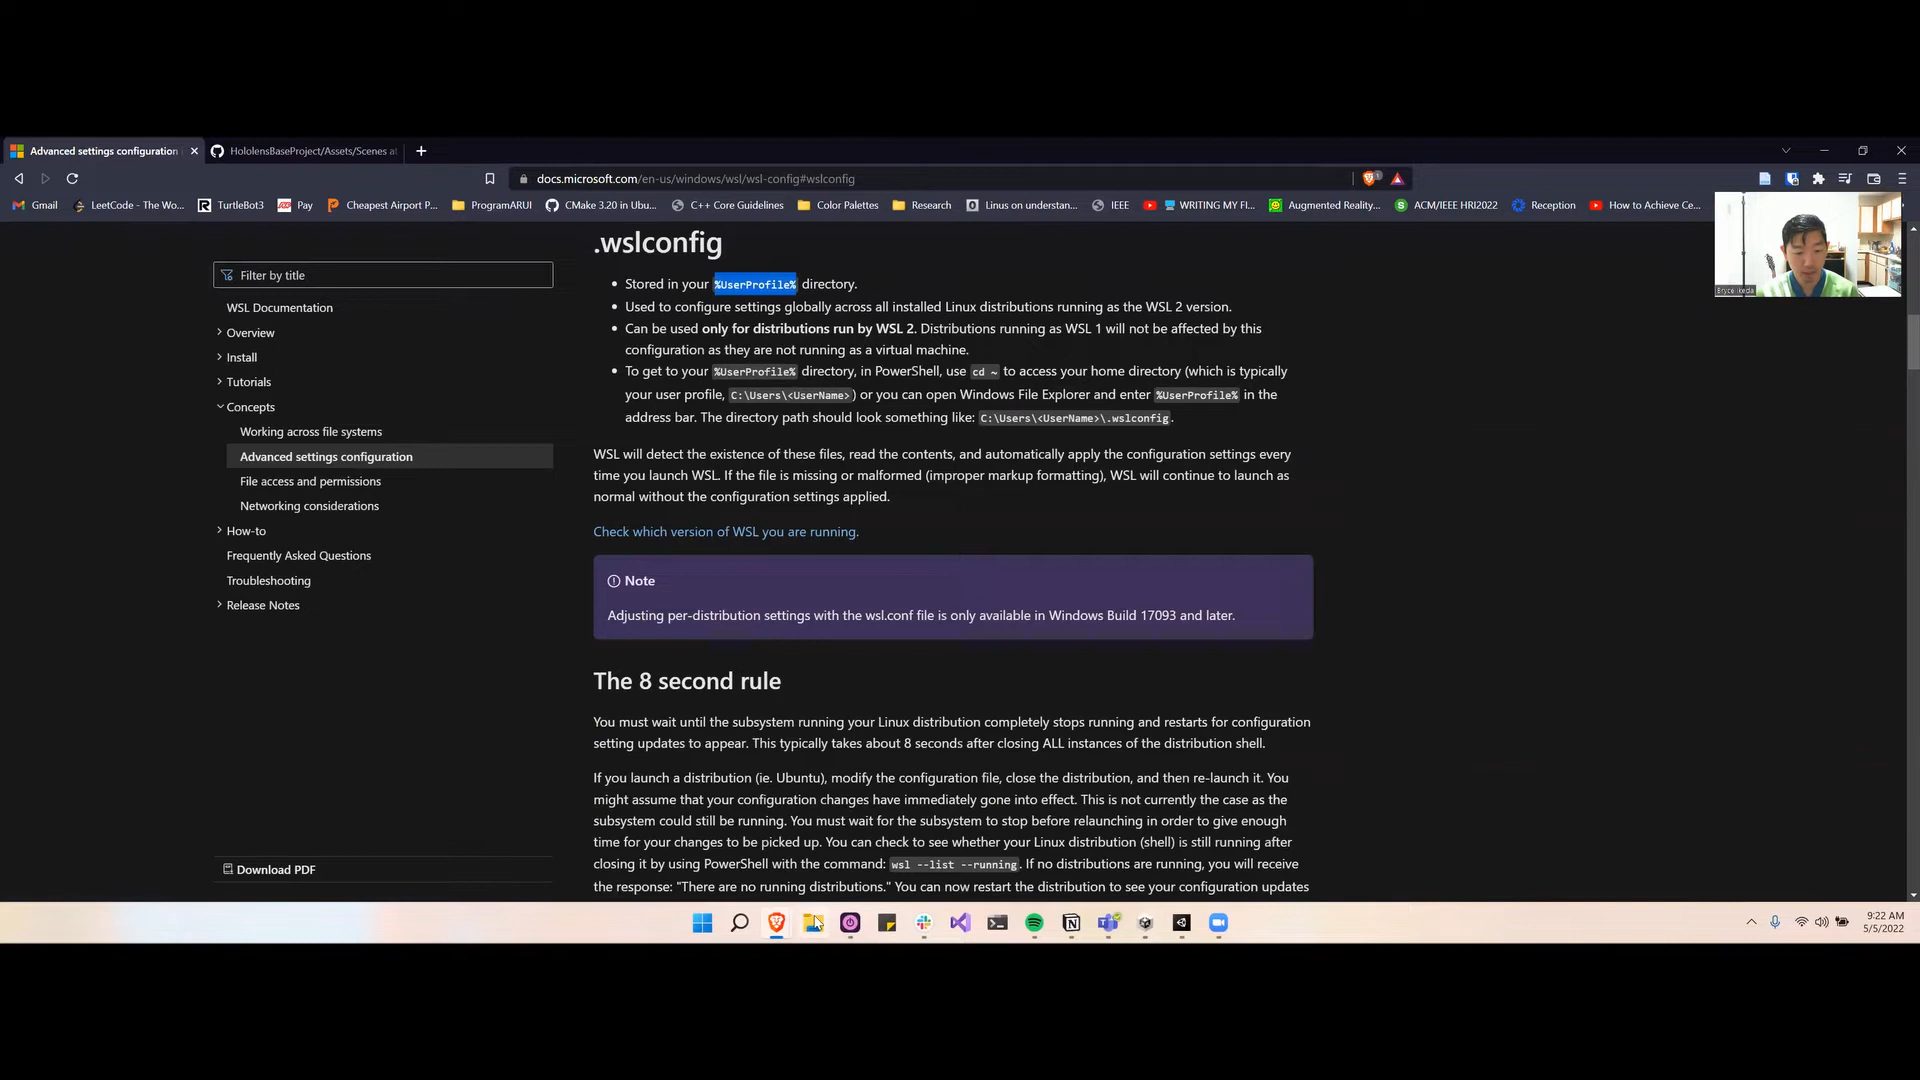 Advanced settings configuration
HololensBaseProject/Assets/Scenes at
docs.microsoft.com/en-us/windows/wsl/wsl-config#wslconfig
1
Gmail
LeetCode - The Wo...
TurtleBot3
Pay
Cheapest Airport P...
ProgramARUI
CMake 3.20 in Ubu...
C++ Core Guidelines
Color Palettes
Research
Linus on understan...
IEEE
WRITING MY FI...
Augmented Reality...
ACM/IEEE HRI2022
Reception
How to Achieve Ce...
Bryce Ikeda
Filter by title
WSL Documentation
Overview
Install
Tutorials
Concepts
Working across file systems
Advanced settings configuration
File access and permissions
Networking considerations
How-to
Frequently Asked Questions
Troubleshooting
Release Notes
Download PDF
.wslconfig
Stored in your %UserProfile% directory.
Used to configure settings globally across all installed Linux distributions running as the WSL 2 version.
Can be used only for distributions run by WSL 2. Distributions running as WSL 1 will not be affected by this
configuration as they are not running as a virtual machine.
To get to your %UserProfile% directory, in PowerShell, use cd ~ to access your home directory (which is typically
your user profile, C:\Users\<UserName>) or you can open Windows File Explorer and enter %UserProfile% in the
address bar. The directory path should look something like: C:\Users\<UserName>\.wslconfig.
WSL will detect the existence of these files, read the contents, and automatically apply the configuration settings every
time you launch WSL. If the file is missing or malformed (improper markup formatting), WSL will continue to launch as
normal without the configuration settings applied.
Check which version of WSL you are running.
Note
Adjusting per-distribution settings with the wsl.conf file is only available in Windows Build 17093 and later.
The 8 second rule
You must wait until the subsystem running your Linux distribution completely stops running and restarts for configuration
setting updates to appear. This typically takes about 8 seconds after closing ALL instances of the distribution shell.
If you launch a distribution (ie. Ubuntu), modify the configuration file, close the distribution, and then re-launch it. You
might assume that your configuration changes have immediately gone into effect. This is not currently the case as the
subsystem could still be running. You must wait for the subsystem to stop before relaunching in order to give enough
time for your changes to be picked up. You can check to see whether your Linux distribution (shell) is still running after
closing it by using PowerShell with the command: wsl --list --running. If no distributions are running, you will receive
the response: "There are no running distributions." You can now restart the distribution to see your configuration updates
9:22 AM
5/5/2022